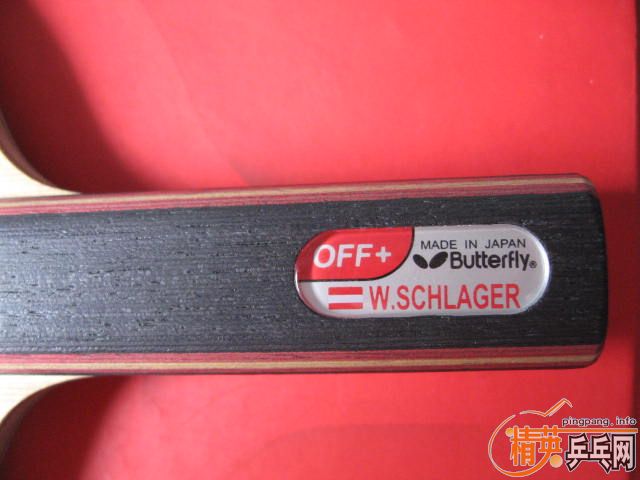 OFF+
MADE IN JAPAN
Butterfly®
W.SCHLAGER
pingpang.info
精英乒乓网